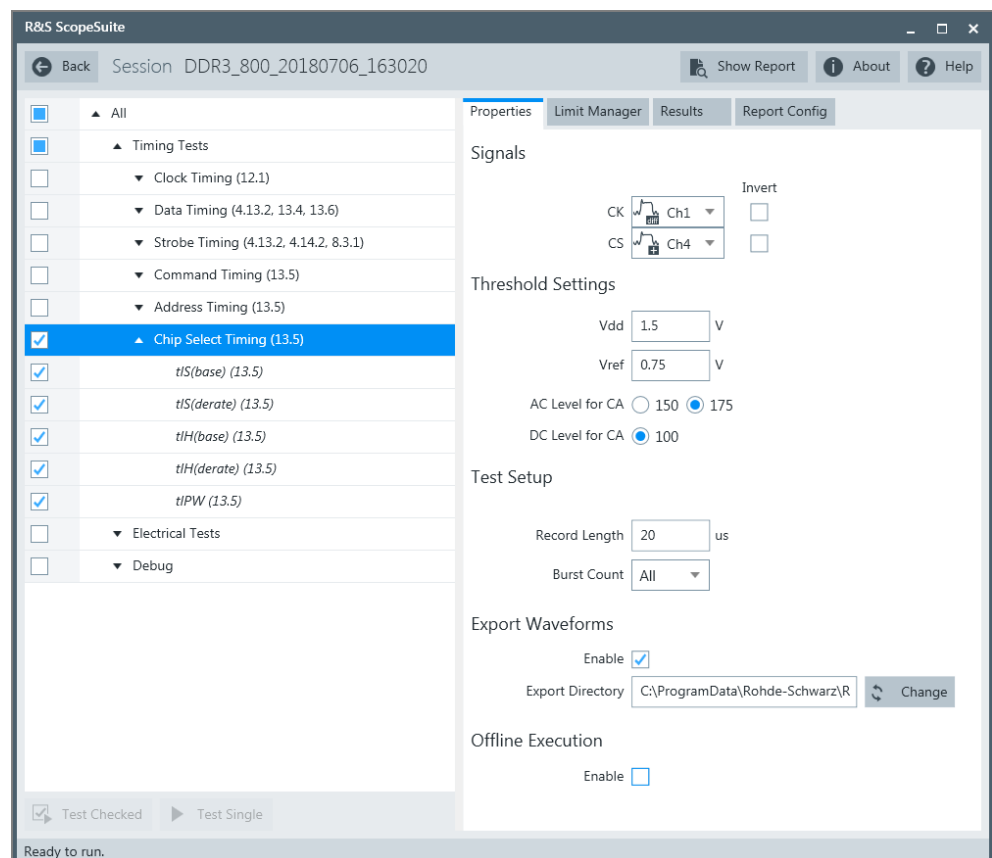 R&S ScopeSuite
Back Session DDR3_800_20180706_163020 Show Report About Help
All
Timing Tests
Clock Timing (12.1)
Data Timing (4.13.2, 13.4, 13.6)
Strobe Timing (4.13.2, 4.14.2, 8.3.1)
Command Timing (13.5)
Address Timing (13.5)
Chip Select Timing (13.5)
tIS(base) (13.5)
tIS(derate) (13.5)
tIH(base) (13.5)
tIH(derate) (13.5)
tIPW (13.5)
Electrical Tests
Debug
Test Checked Test Single
Properties Limit Manager Results Report Config
Signals
Invert
CK Ch1
CS Ch4
Threshold Settings
Vdd 1.5 V
Vref 0.75 V
AC Level for CA 150 175
DC Level for CA 100
Test Setup
Record Length 20 us
Burst Count All
Export Waveforms
Enable
Export Directory C:\ProgramData\Rohde-Schwarz\R Change
Offline Execution
Enable
Ready to run.